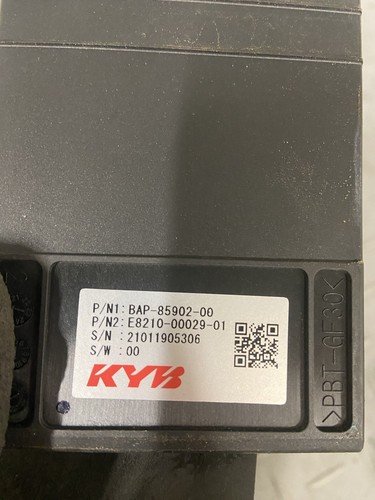 P/N1: BAP-85902-00
P/N2: E8210-00029-01
S/N : 21011905306
S/W : 00
KYB
>PBT-GF30<